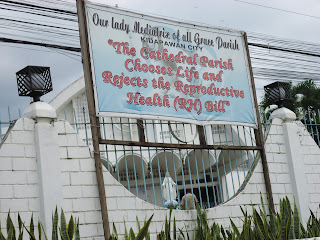 Our lady Mediatrix of all Grace Parish
KIDAPAWAN CITY
"The Cathedral Parish
Chooses Life and
Rejects the Reproductive
Health (RH) Bill"